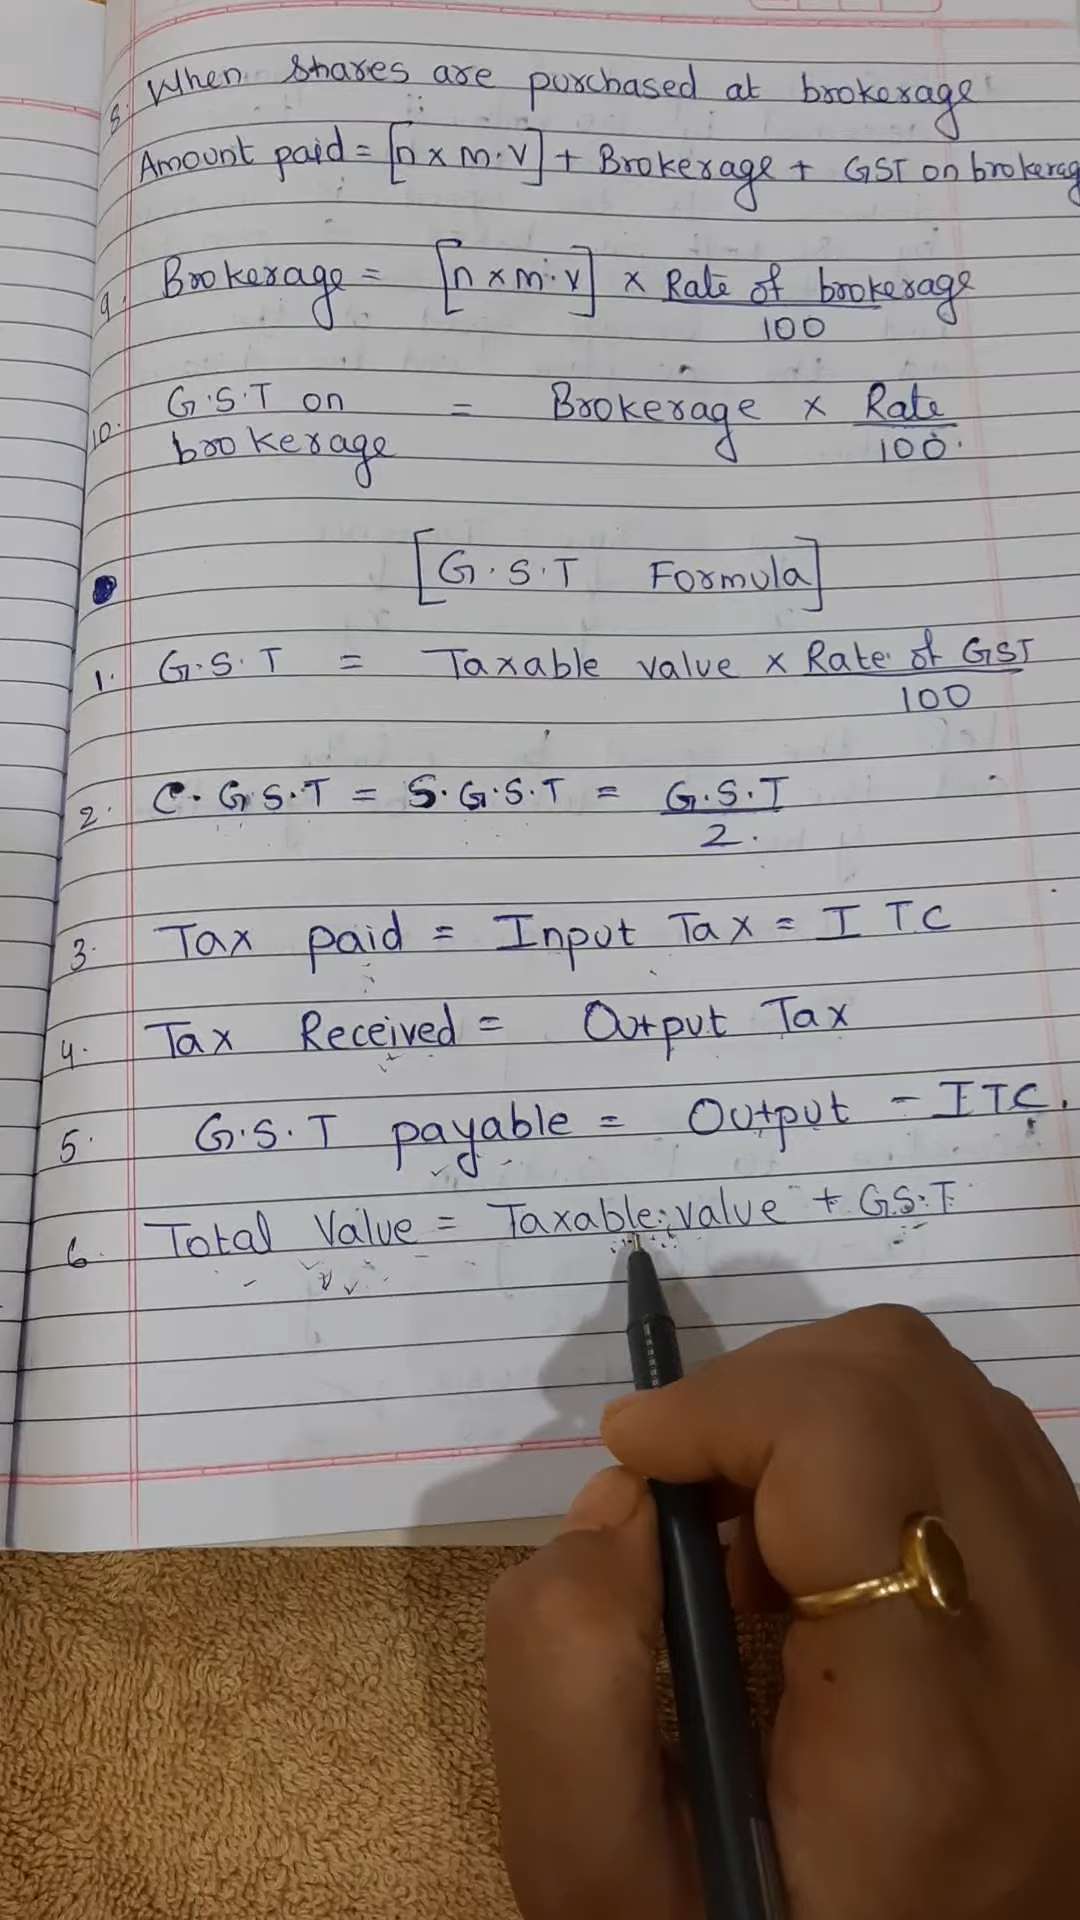 8. When shares are purchased at brokerage
Amount paid = [n x m.v] + Brokerage + GST on brokerag
9. Brokerage = [n x m.v] x Rate of brokerage
100
10. G.S.T on = Brokerage x Rate
brokerage 100.
[G.S.T Formula]
1. G.S.T = Taxable value x Rate of GST
100
2. C.G.S.T = S.G.S.T = G.S.T
2.
3. Tax paid = Input Tax = ITC
4. Tax Received = Output Tax
5. G.S.T payable = Output - ITC.
6. Total Value = Taxable value + G.S.T